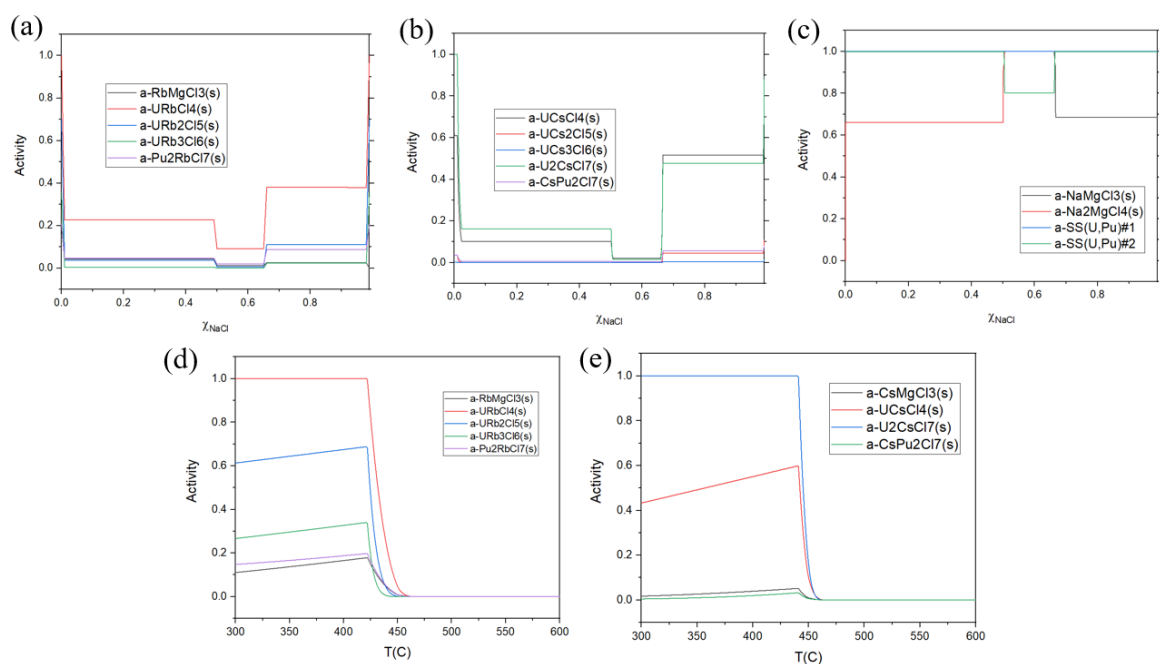 (a)
1.0
0.8
0.6
0.4
0.2
0.0
Activity
a-RbMgCl3(s)
a-URbCl4(s)
a-URb2Cl5(s)
a-URb3Cl6(s)
a-Pu2RbCl7(s)
0.0 0.2 0.4 0.6 0.8
χNaCl
(b)
1.0
0.8
0.6
0.4
0.2
0.0
Activity
a-UCsCl4(s)
a-UCs2Cl5(s)
a-UCs3Cl6(s)
a-U2CsCl7(s)
a-CsPu2Cl7(s)
0.0 0.2 0.4 0.6 0.8
χNaCl
(c)
1.0
0.8
0.6
0.4
0.2
0.0
Activity
a-NaMgCl3(s)
a-Na2MgCl4(s)
a-SS(U,Pu)#1
a-SS(U,Pu)#2
0.0 0.2 0.4 0.6 0.8
χNaCl
(d)
1.0
0.8
0.6
0.4
0.2
0.0
Activity
a-RbMgCl3(s)
a-URbCl4(s)
a-URb2Cl5(s)
a-URb3Cl6(s)
a-Pu2RbCl7(s)
300 350 400 450 500 550 600
T(C)
(e)
1.0
0.8
0.6
0.4
0.2
0.0
Activity
a-CsMgCl3(s)
a-UCsCl4(s)
a-U2CsCl7(s)
a-CsPu2Cl7(s)
300 350 400 450 500 550 600
T(C)